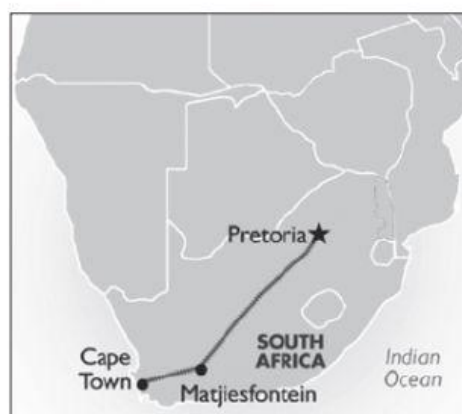 Pretoria
SOUTH
AFRICA
Cape
Town
Matjiesfontein
Indian
Ocean